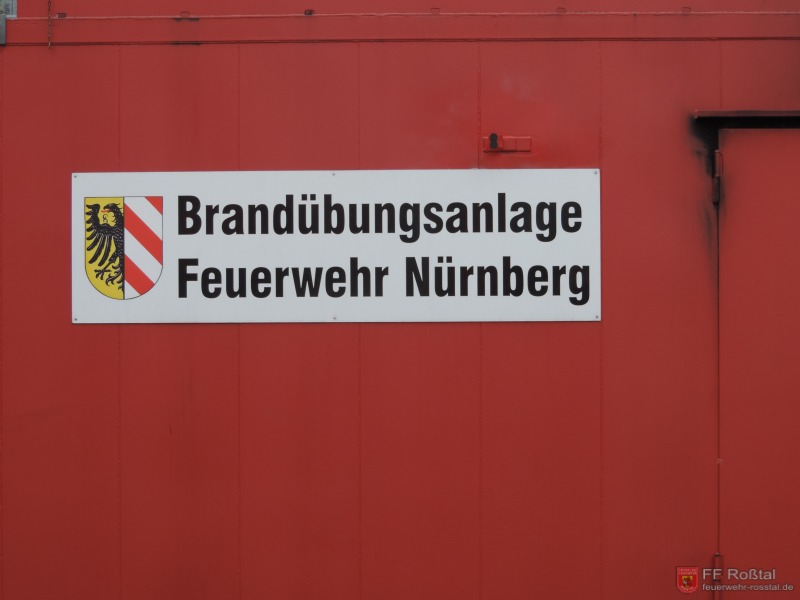 Brandübungsanlage
Feuerwehr Nürnberg
FF Roßtal
feuerwehr-rosstal.de